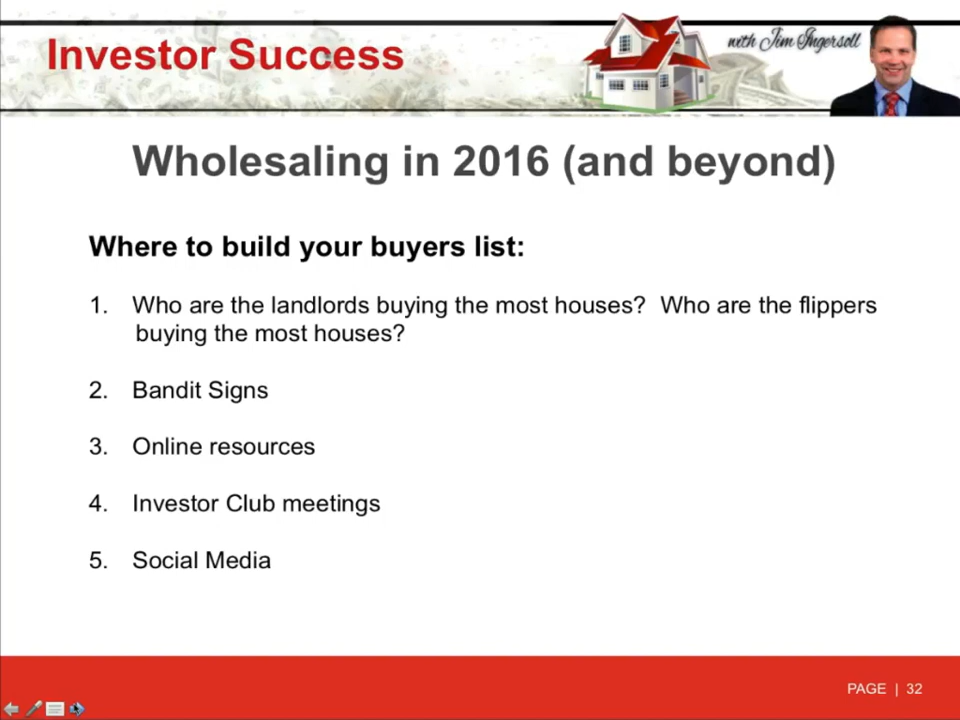 Investor Success
with Jim Ingersoll
Wholesaling in 2016 (and beyond)
Where to build your buyers list:
1. Who are the landlords buying the most houses? Who are the flippers
buying the most houses?
2. Bandit Signs
3. Online resources
4. Investor Club meetings
5. Social Media
PAGE | 32